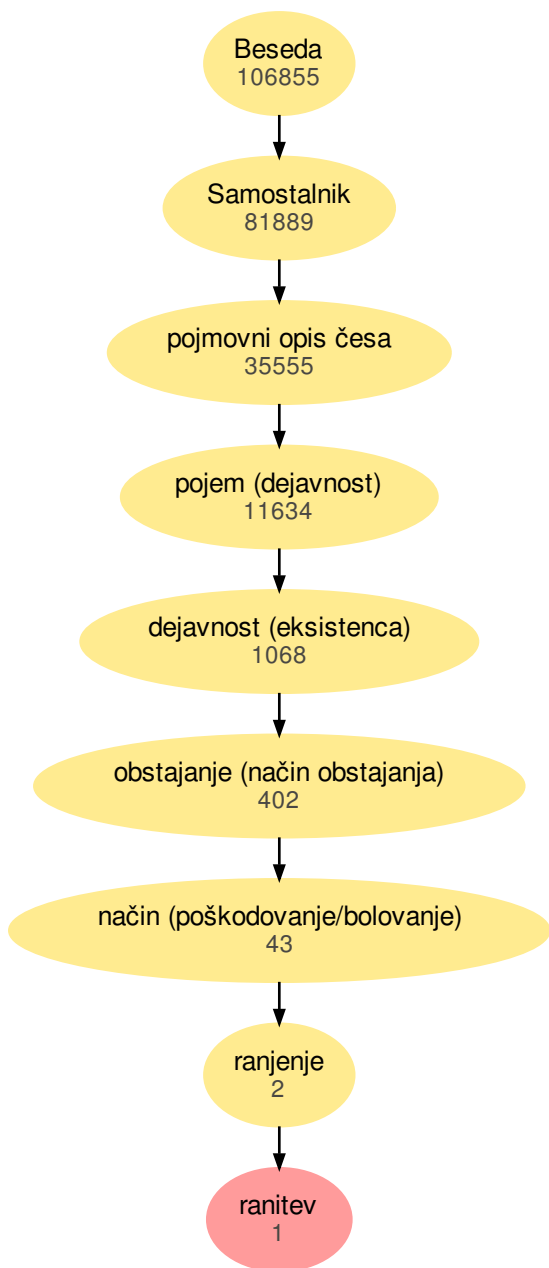 Beseda
106855
Samostalnik
81889
pojmovni opis česa
35555
pojem (dejavnost)
11634
dejavnost (eksistenca)
1068
obstajanje (način obstajanja)
402
način (poškodovanje/bolovanje)
43
ranjenje
2
ranitev
1